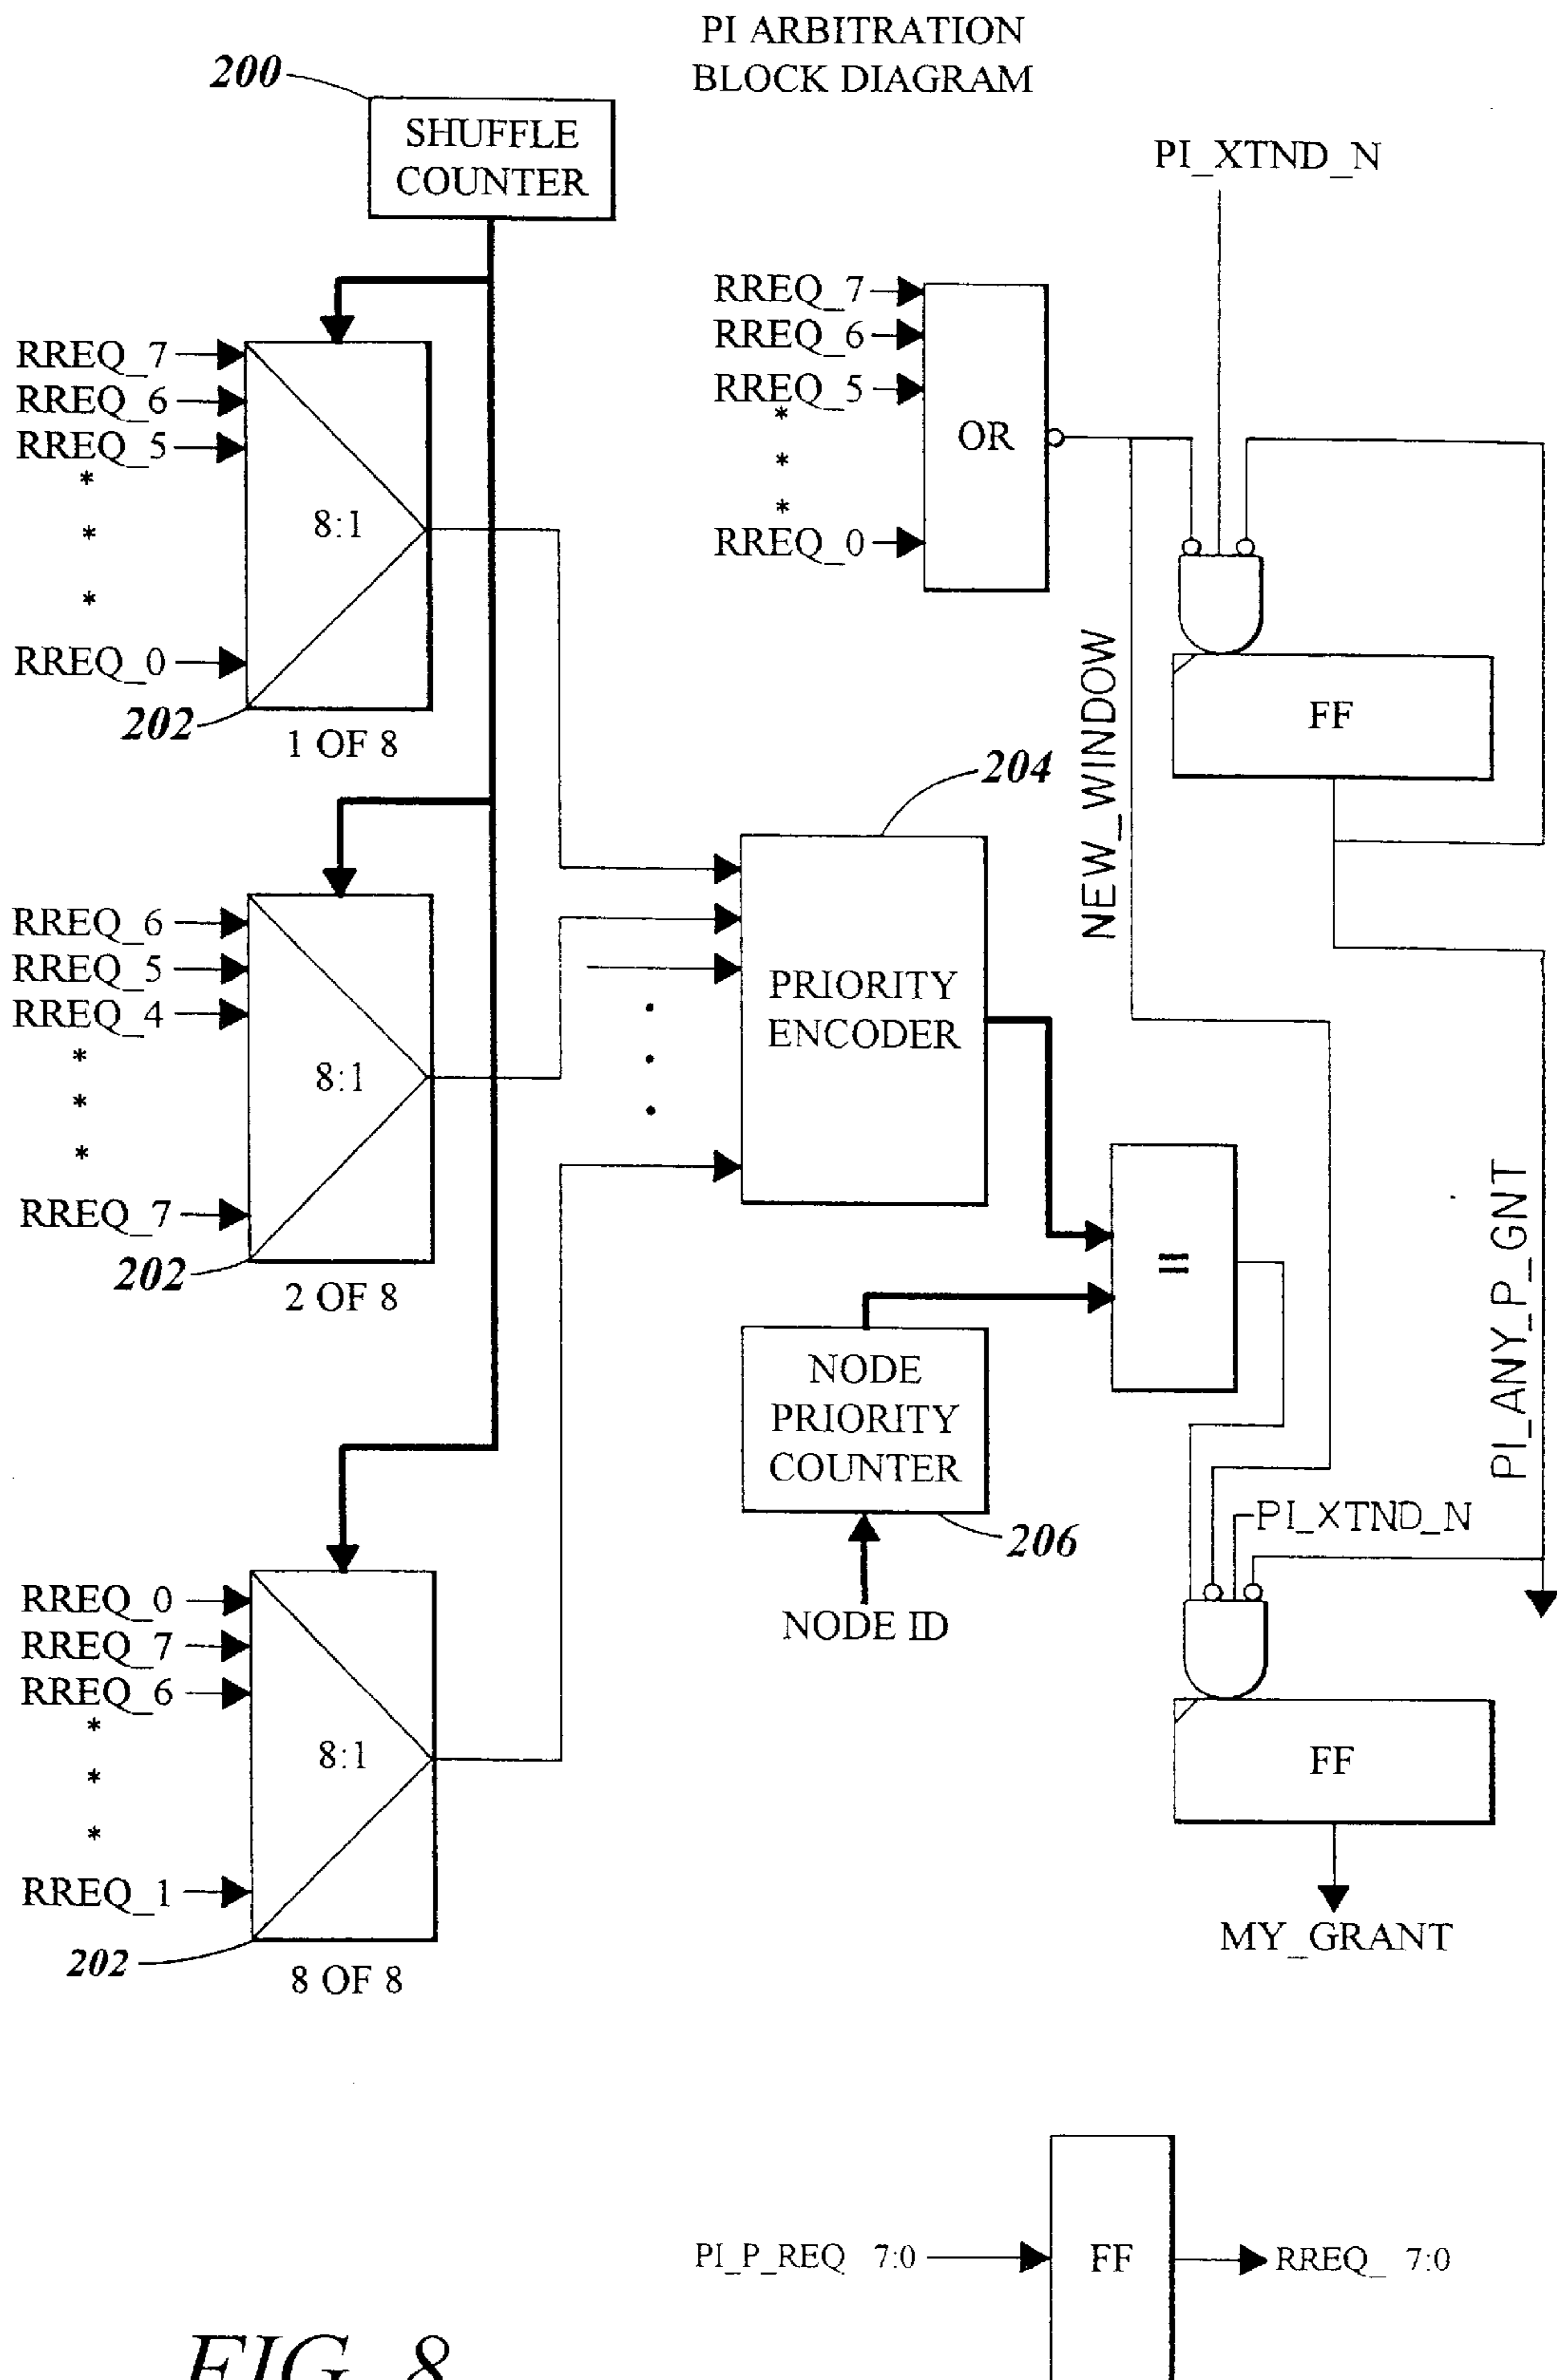 PI ARBITRATION
BLOCK DIAGRAM
200
SHUFFLE
COUNTER
PI_XTND_N
RREQ_7
RREQ_6
RREQ_5
*
*
*
RREQ_0
8:1
202
1 OF 8
RREQ_7
RREQ_6
RREQ_5
*
*
*
RREQ_0
OR
NEW_WINDOW
FF
204
RREQ_6
RREQ_5
RREQ_4
*
*
*
RREQ_7
8:1
202
2 OF 8
PRIORITY
ENCODER
=
NODE
PRIORITY
COUNTER
206
NODE ID
PI_ANY_P_GNT
PI_XTND_N
RREQ_0
RREQ_7
RREQ_6
*
*
*
RREQ_1
8:1
202
8 OF 8
FF
MY_GRANT
PI_P_REQ 7:0
FF
RREQ_ 7:0
FIG. 8